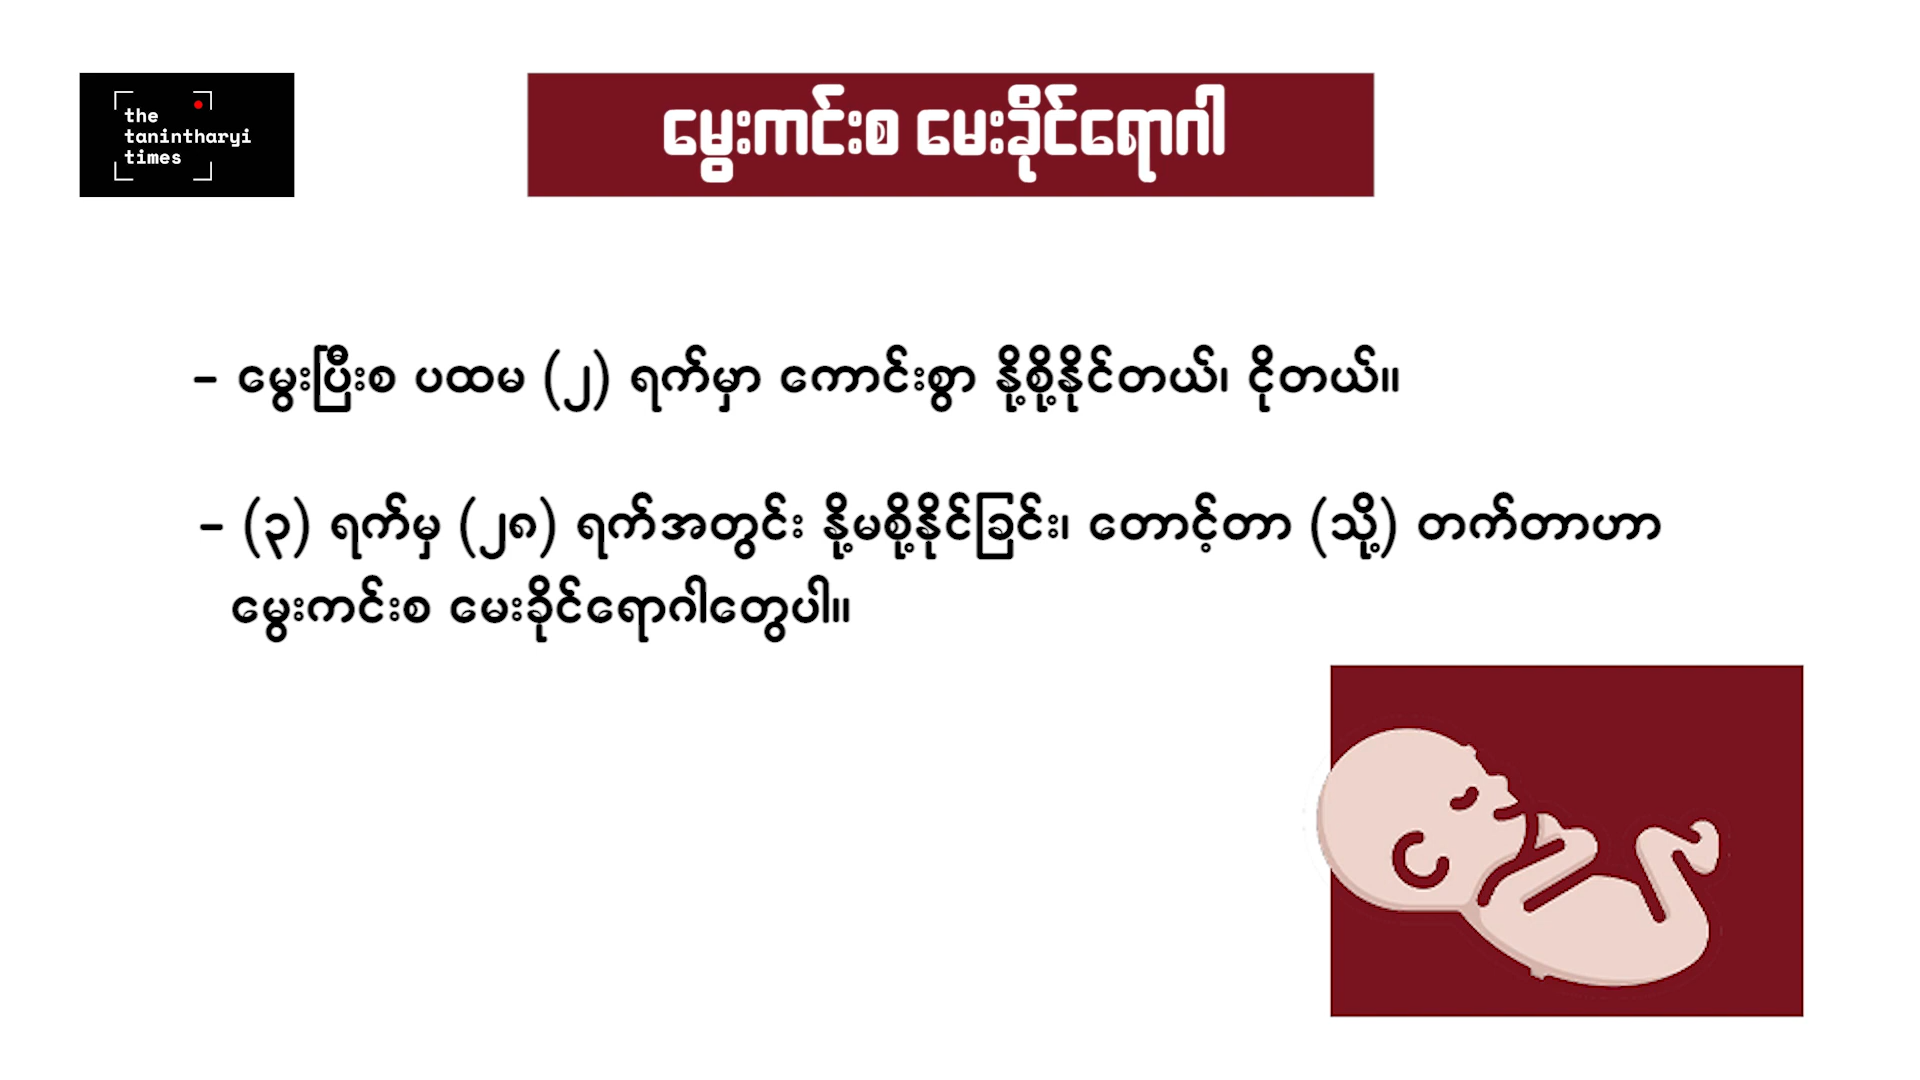 the
tanintharyi
times
မွေးကင်းစ မေးခိုင်ရောဂါ
– မွေးပြီးစ ပထမ (၂) ရက်မှာ ကောင်းစွာ နို့စို့နိုင်တယ်၊ ငိုတယ်။
– (၃) ရက်မှ (၂၈) ရက်အတွင်း နို့မစို့နိုင်ခြင်း၊ တောင့်တာ (သို့) တက်တာဟာ
မွေးကင်းစ မေးခိုင်ရောဂါတွေပါ။